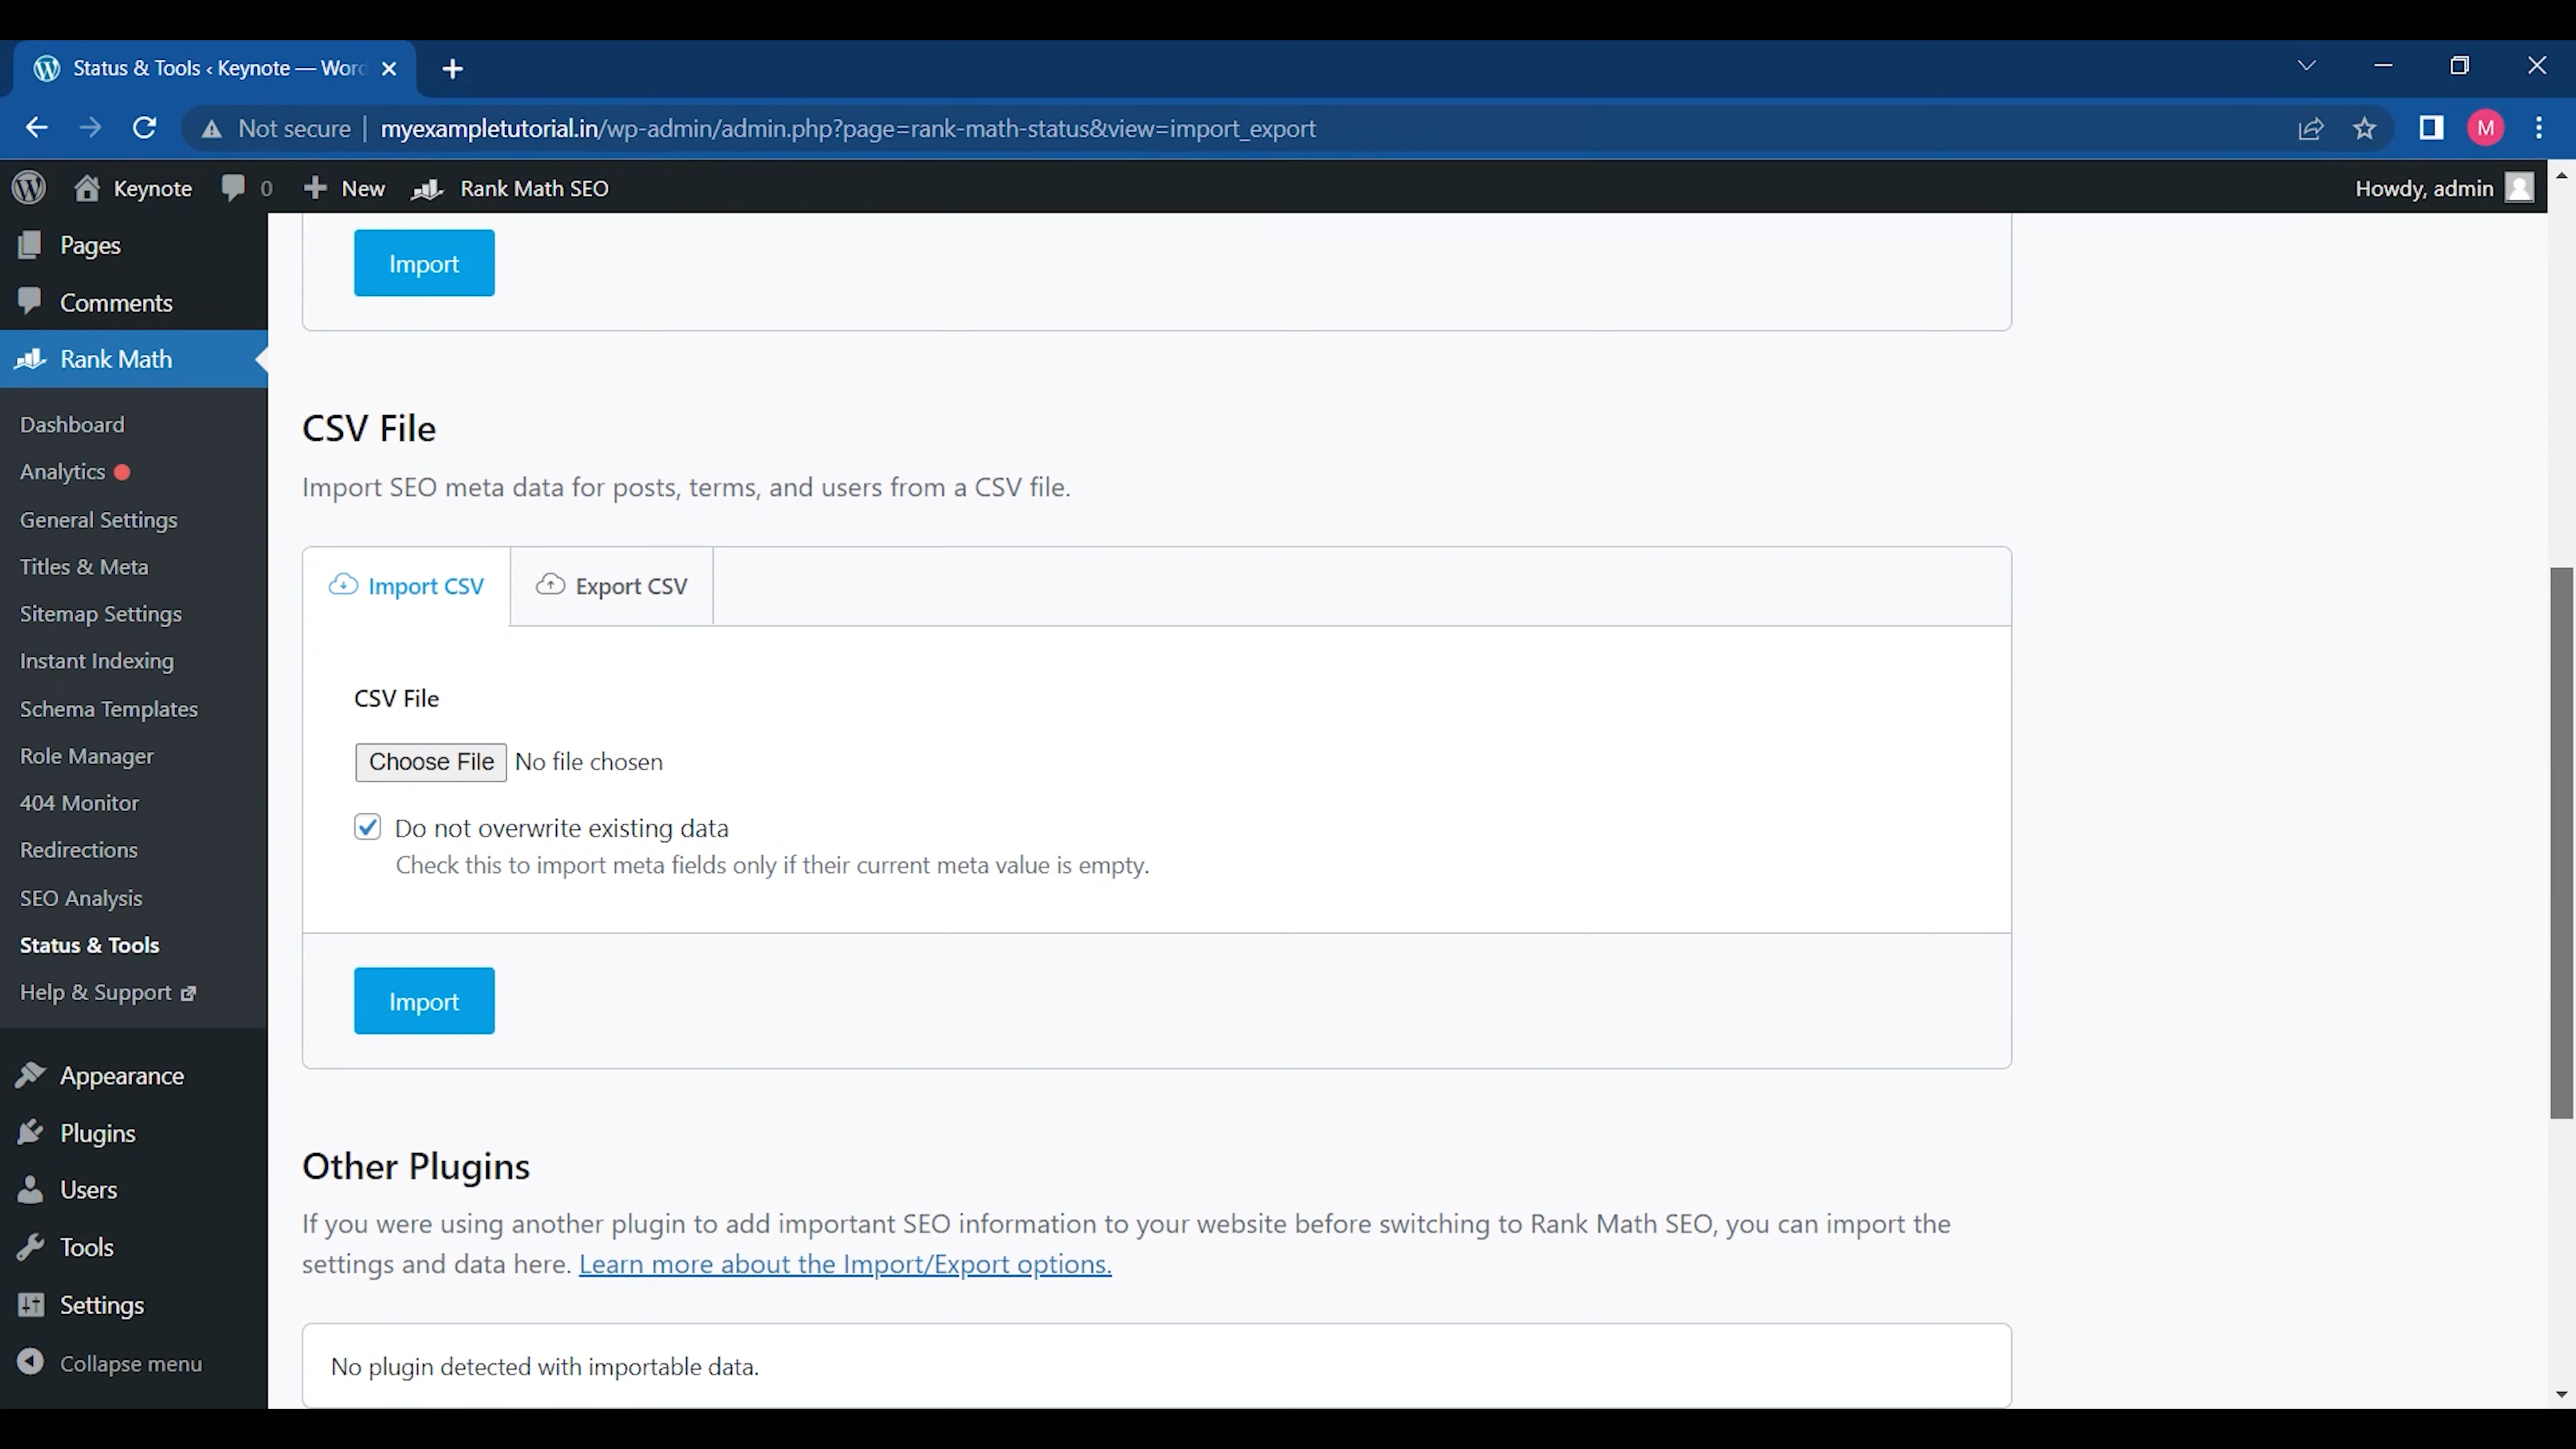 Status & Tools ‹ Keynote — Word
Not secure
myexampletutorial.in/wp-admin/admin.php?page=rank-math-status&view=import_export
M
Keynote
0
New
Rank Math SEO
Howdy, admin
Pages
Comments
Rank Math
Dashboard
Analytics
General Settings
Titles & Meta
Sitemap Settings
Instant Indexing
Schema Templates
Role Manager
404 Monitor
Redirections
SEO Analysis
Status & Tools
Help & Support
Appearance
Plugins
Users
Tools
Settings
Collapse menu
Import
CSV File
Import SEO meta data for posts, terms, and users from a CSV file.
Import CSV
Export CSV
CSV File
Choose File No file chosen
Do not overwrite existing data
Check this to import meta fields only if their current meta value is empty.
Import
Other Plugins
If you were using another plugin to add important SEO information to your website before switching to Rank Math SEO, you can import the
settings and data here. Learn more about the Import/Export options.
No plugin detected with importable data.